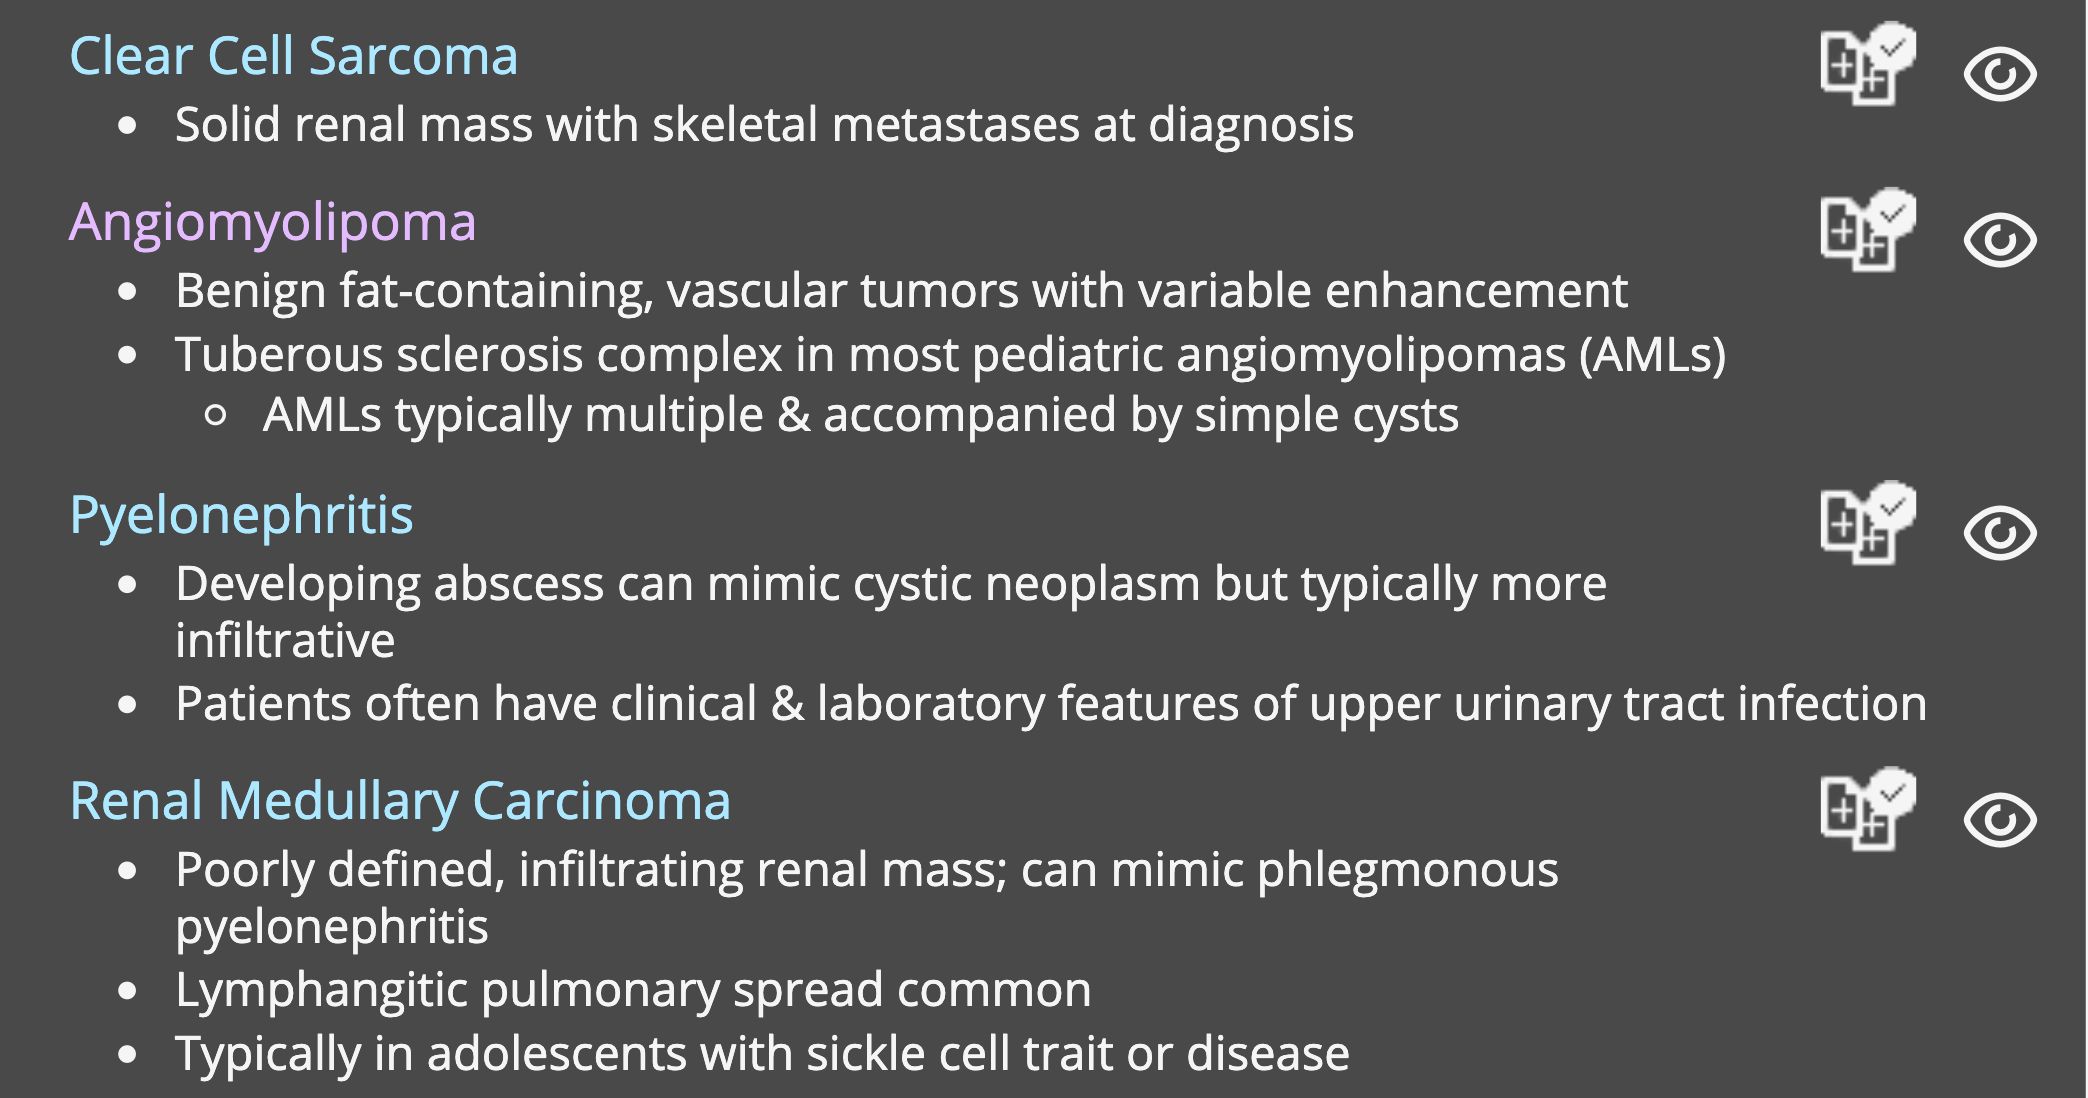 Clear Cell Sarcoma
• Solid renal mass with skeletal metastases at diagnosis
Angiomyolipoma
• Benign fat-containing, vascular tumors with variable enhancement
• Tuberous sclerosis complex in most pediatric angiomyolipomas (AMLs)
○ AMLs typically multiple & accompanied by simple cysts
Pyelonephritis
• Developing abscess can mimic cystic neoplasm but typically more
infiltrative
• Patients often have clinical & laboratory features of upper urinary tract infection
Renal Medullary Carcinoma
• Poorly defined, infiltrating renal mass; can mimic phlegmonous
pyelonephritis
• Lymphangitic pulmonary spread common
• Typically in adolescents with sickle cell trait or disease